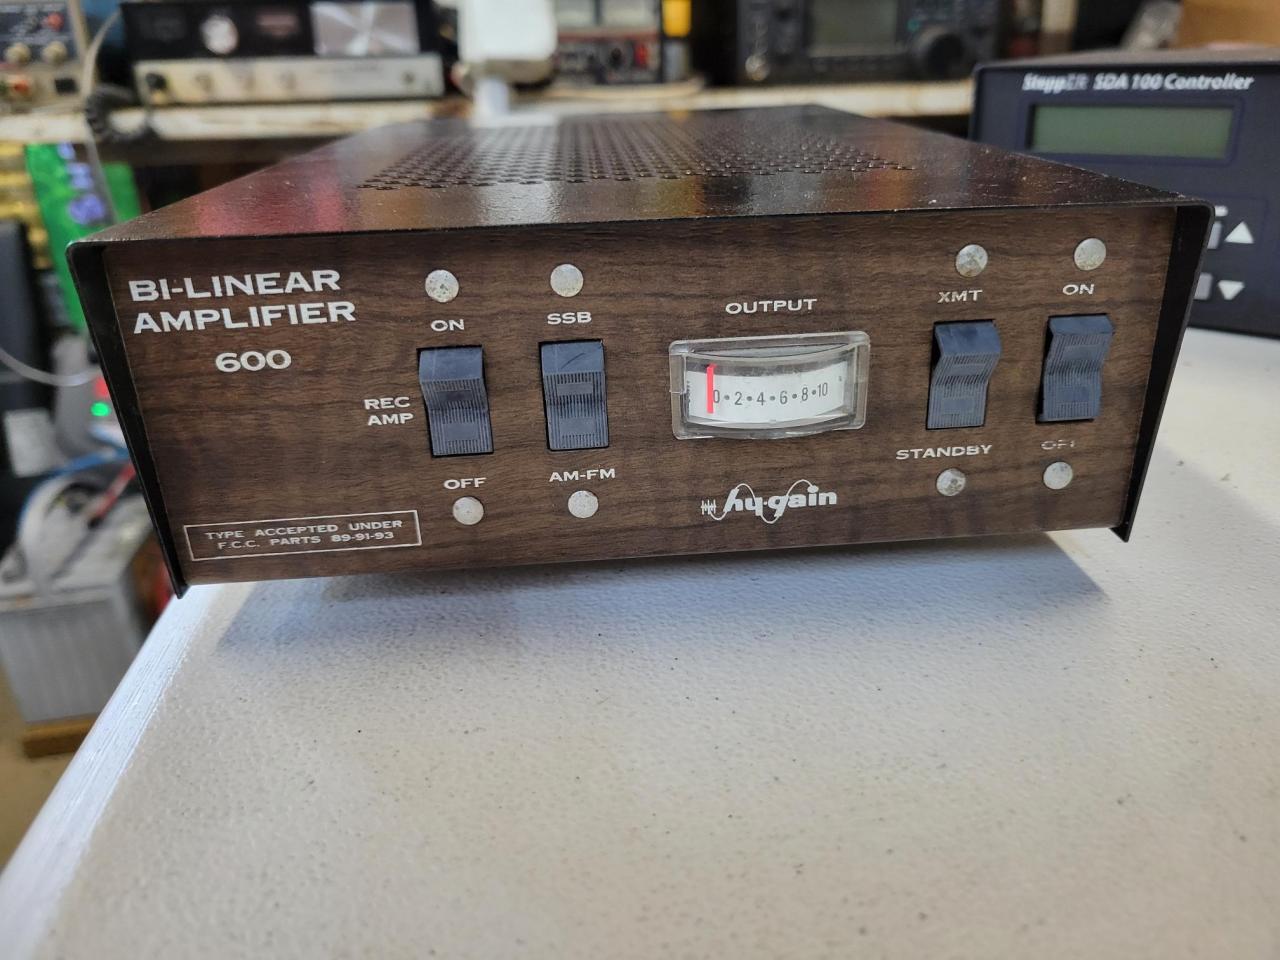 SteppIR SDA 100 Controller
BI-LINEAR
AMPLIFIER
600
ON
SSB
OUTPUT
XMT
ON
REC
AMP
0•2•4•6•8•10
OFF
AM-FM
STANDBY
OFF
hy-gain
TYPE ACCEPTED UNDER
F.C.C. PARTS 89-91-93